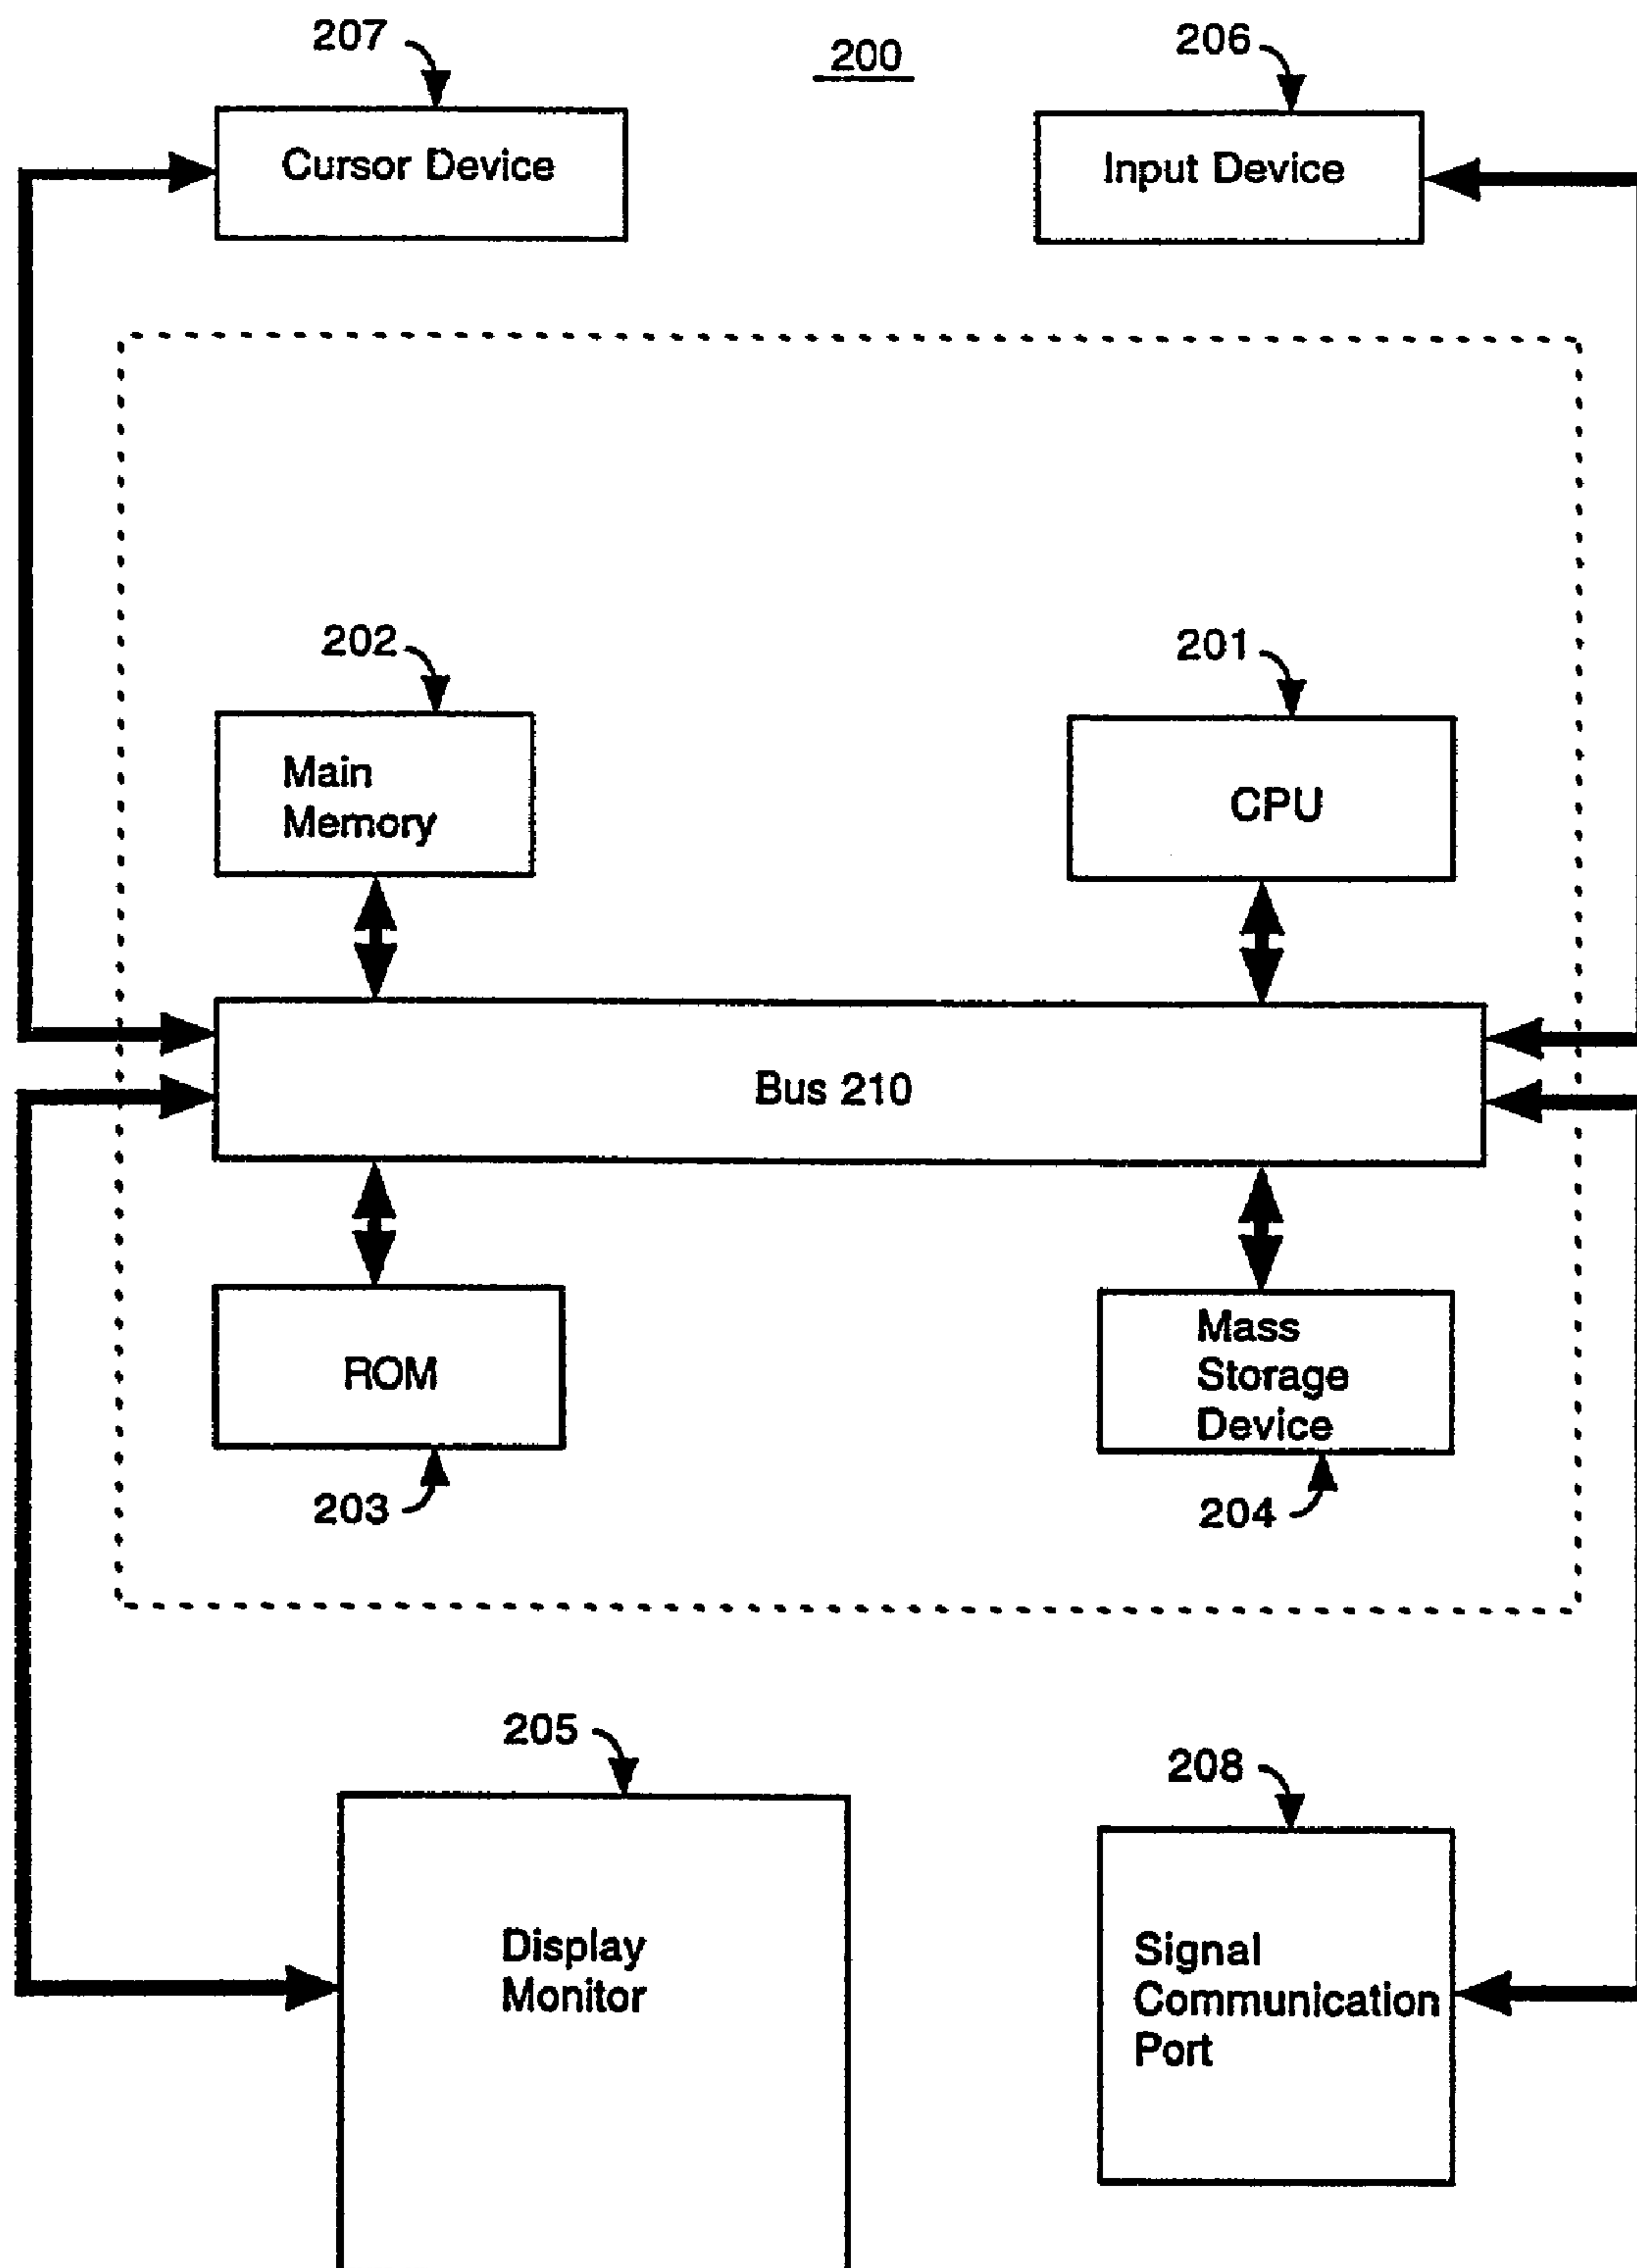 207
200
206
Cursor Device
Input Device
202
201
Main
Memory
CPU
Bus 210
ROM
Mass
Storage
Device
203
204
205
208
Display
Monitor
Signal
Communication
Port